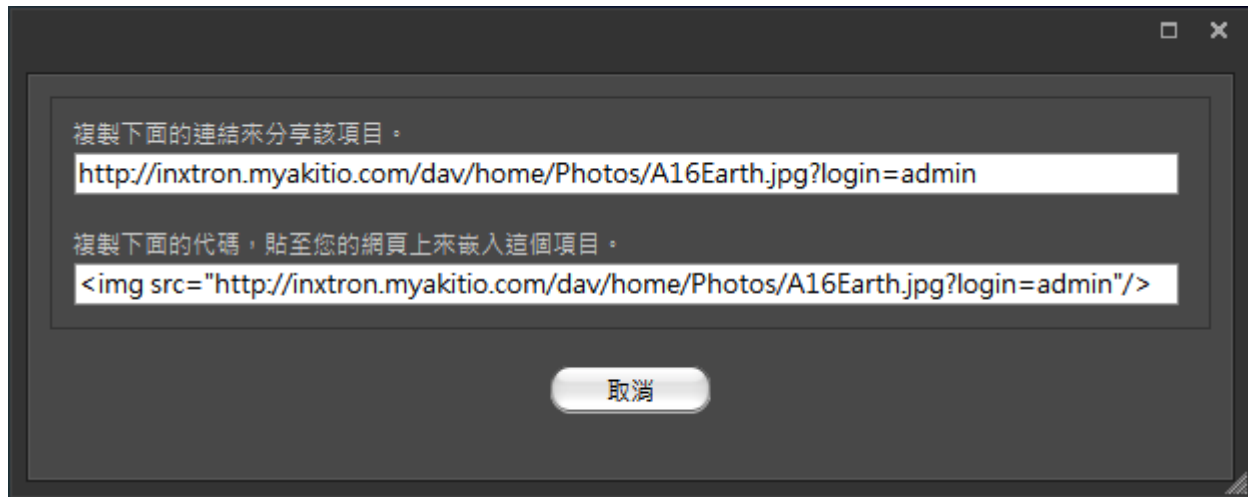 複製下面的連結來分享該項目。
http://inxtron.myakitio.com/dav/home/Photos/A16Earth.jpg?login=admin
複製下面的代碼，貼至您的網頁上來嵌入這個項目。
<img src="http://inxtron.myakitio.com/dav/home/Photos/A16Earth.jpg?login=admin"/>
取消